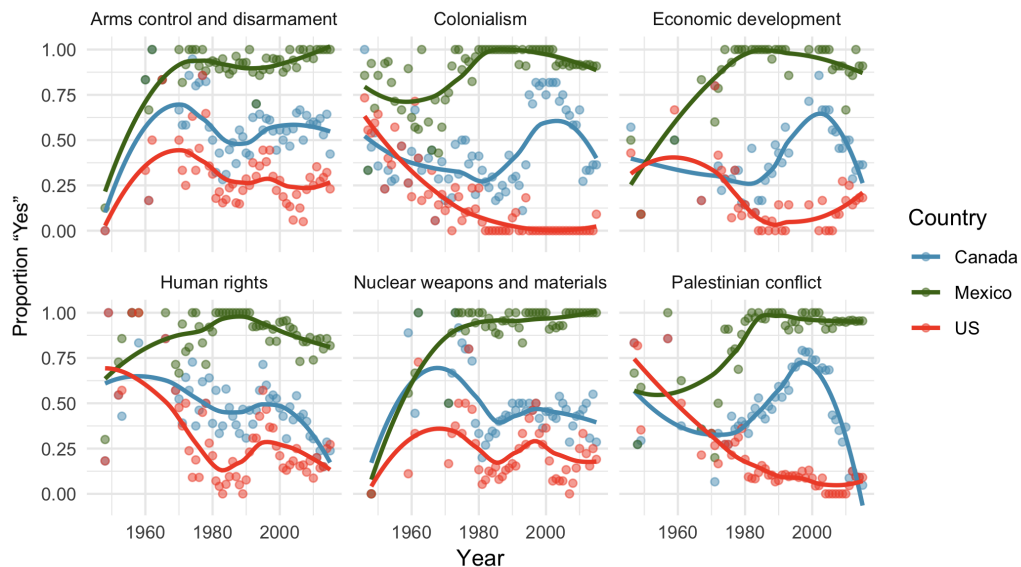 Arms control and disarmament Colonialism Economic development
1.00
0.75
0.50
0.25
0.00
Human rights Nuclear weapons and materials Palestinian conflict
1.00
0.75
0.50
0.25
0.00
1960 1980 2000 1960 1980 2000 1960 1980 2000
Year
Proportion “Yes”
Country
Canada
Mexico
US